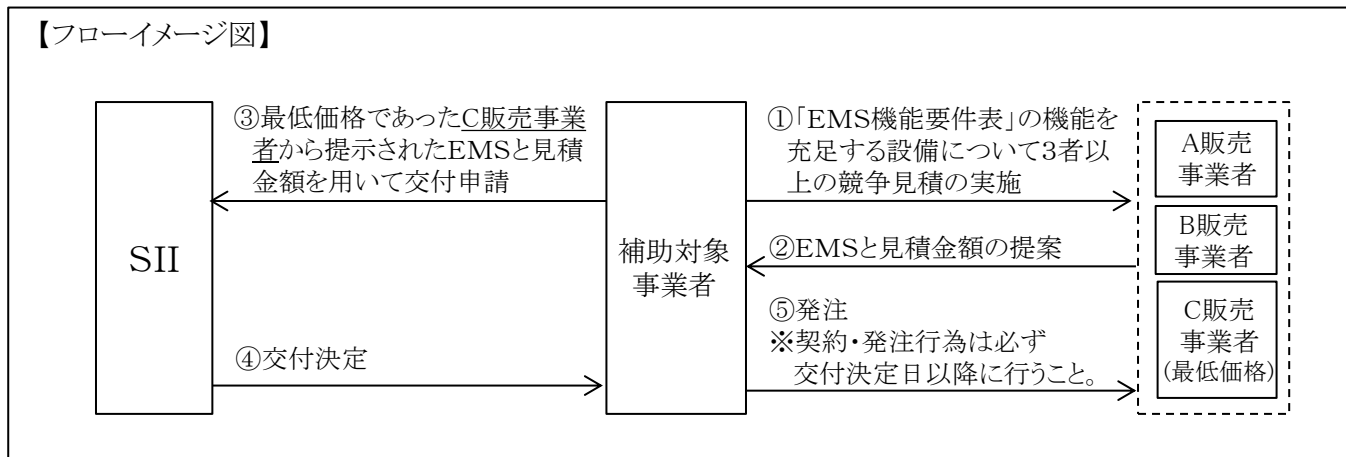 【フローイメージ図】
SII
③最低価格であったC販売事業
者から提示されたEMSと見積
金額を用いて交付申請
④交付決定
補助対象
事業者
①「EMS機能要件表」の機能を
充足する設備について3者以
上の競争見積の実施
②EMSと見積金額の提案
⑤発注
※契約・発注行為は必ず
交付決定日以降に行うこと。
A販売
事業者
B販売
事業者
C販売
事業者
(最低価格)